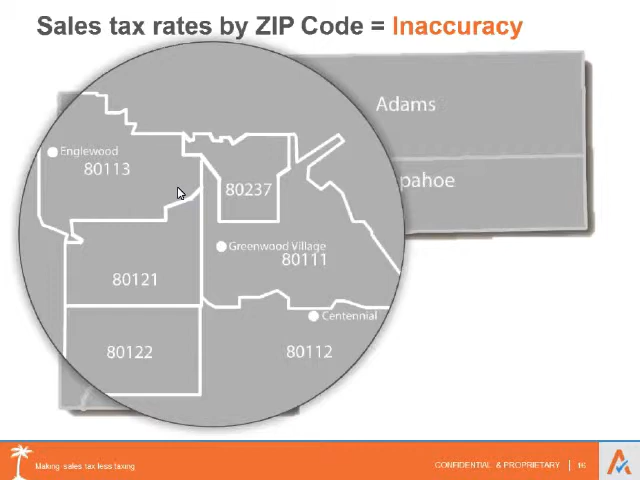 Sales tax rates by ZIP Code = Inaccuracy
Adams
Englewood
80113
pahoe
80237
Greenwood Village
80111
80121
Centennial
80122
80112
Making sales tax less taxing
CONFIDENTIAL & PROPRIETARY
16